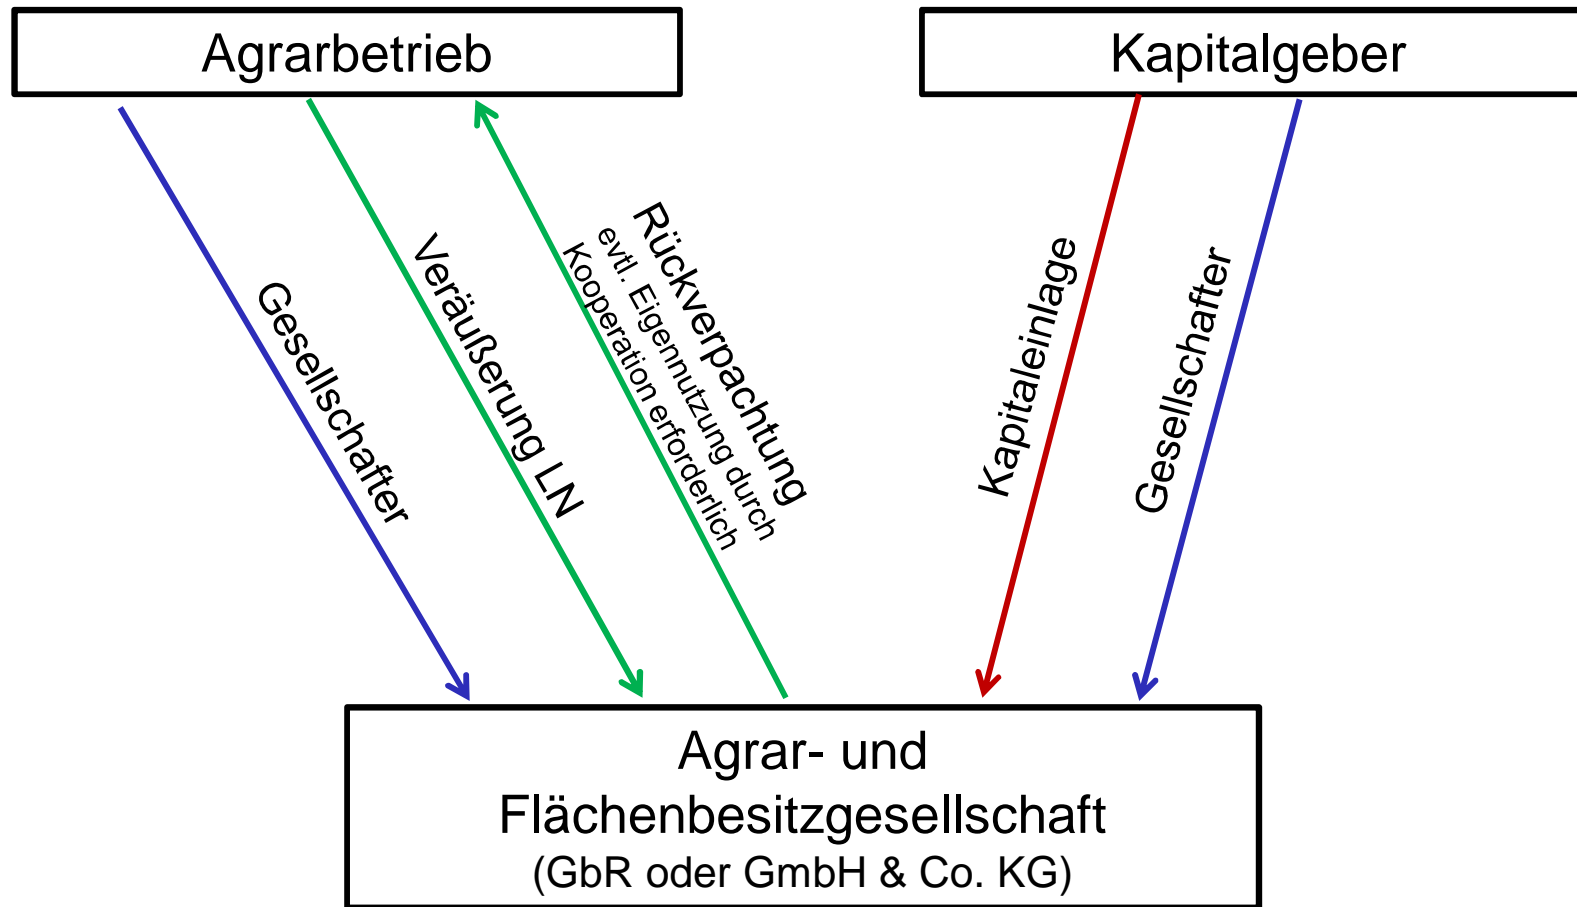 Agrarbetrieb
Kapitalgeber
Gesellschafter
Veräußerung LN
Rückverpachtung
evtl. Eigennutzung durch
Kooperation erforderlich
Kapitaleinlage
Gesellschafter
Agrar- und
Flächenbesitzgesellschaft
(GbR oder GmbH & Co. KG)